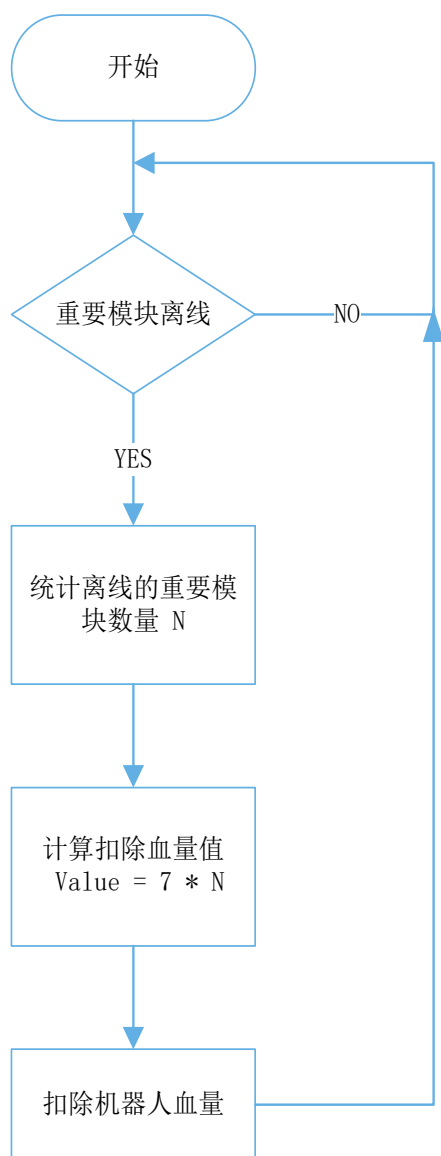 开始
重要模块离线
NO
YES
统计离线的重要模
块数量 N
计算扣除血量值
Value = 7 * N
扣除机器人血量